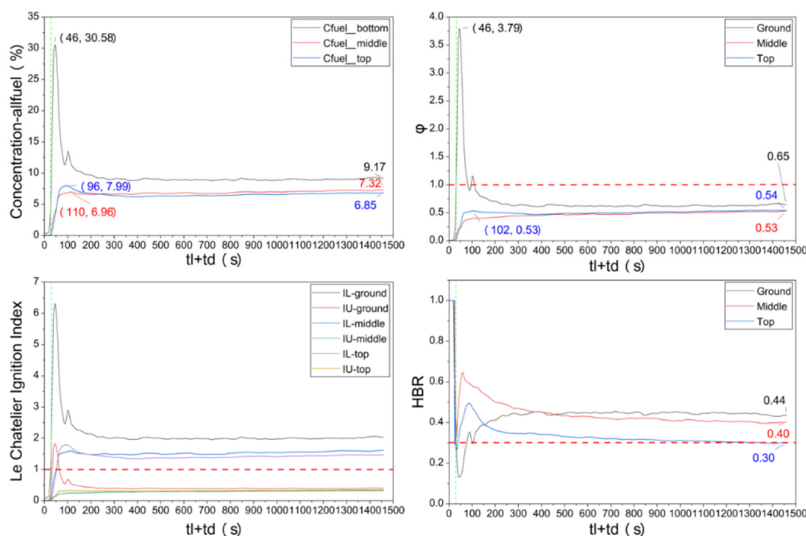 Concentration-allfuel (%)
35
30
25
20
15
10
5
0
( 46, 30.58)
Cfuel__bottom
Cfuel__middle
Cfuel__top
(96, 7.99)
(110, 6.96)
9.17
7.32
6.85
0 100 200 300 400 500 600 700 800 900 1000 1100 1200 1300 1400 1500
tl+td ( s)
φ
4.0
3.5
3.0
2.5
2.0
1.5
1.0
0.5
0.0
( 46, 3.79)
Ground
Middle
Top
( 102, 0.53)
0.65
0.54
0.53
0 100 200 300 400 500 600 700 800 900 1000 1100 1200 1300 1400 1500
tl+td ( s)
Le Chatelier Ignition Index
7
6
5
4
3
2
1
0
IL-ground
IU-ground
IL-middle
IU-middle
IL-top
IU-top
0 100 200 300 400 500 600 700 800 900 1000 1100 1200 1300 1400 1500
tl+td ( s)
HBR
1.0
0.8
0.6
0.4
0.2
0.0
Ground
Middle
Top
0.44
0.40
0.30
0 100 200 300 400 500 600 700 800 900 1000 1100 1200 1300 1400 1500
tl+td ( s)